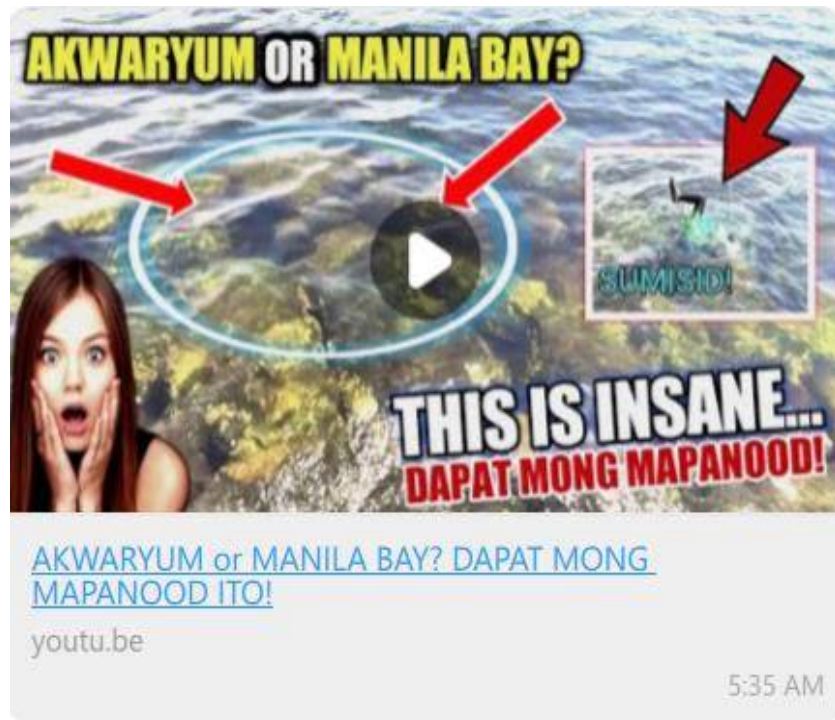 AKWARYUM OR MANILA BAY?
SUMISID!
THIS IS INSANE...
DAPAT MONG MAPANOOD!
AKWARYUM or MANILA BAY? DAPAT MONG
MAPANOOD ITO!
youtu.be
5:35 AM